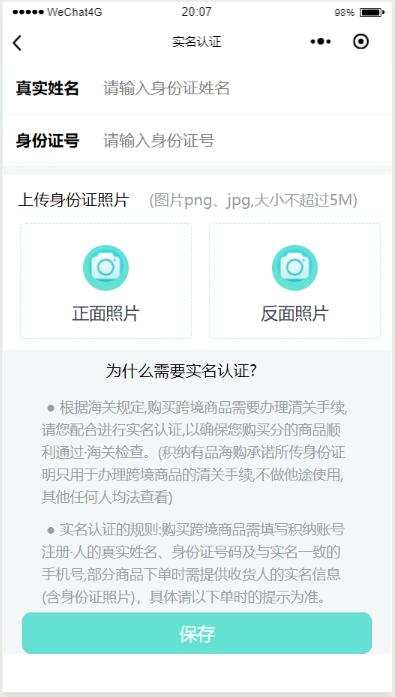 WeChat4G 20:07 98%
实名认证
真实姓名 请输入身份证姓名
身份证号 请输入身份证号
上传身份证照片 (图片png、jpg,大小不超过5M)
正面照片 反面照片
为什么需要实名认证?
● 根据海关规定,购买跨境商品需要办理清关手续,
请您配合进行实名认证,以确保您购买分的商品顺
利通过·海关检查。(积纳有品海购承诺所传身份证
明只用于办理跨境商品的清关手续,不做他途使用,
其他任何人均法查看)
● 实名认证的规则:购买跨境商品需填写积纳账号
注册·人的真实姓名、身份证号码及与实名一致的
手机号,部分商品下单时需提供收货人的实名信息
(含身份证照片)，具体请以下单时的提示为准。
保存